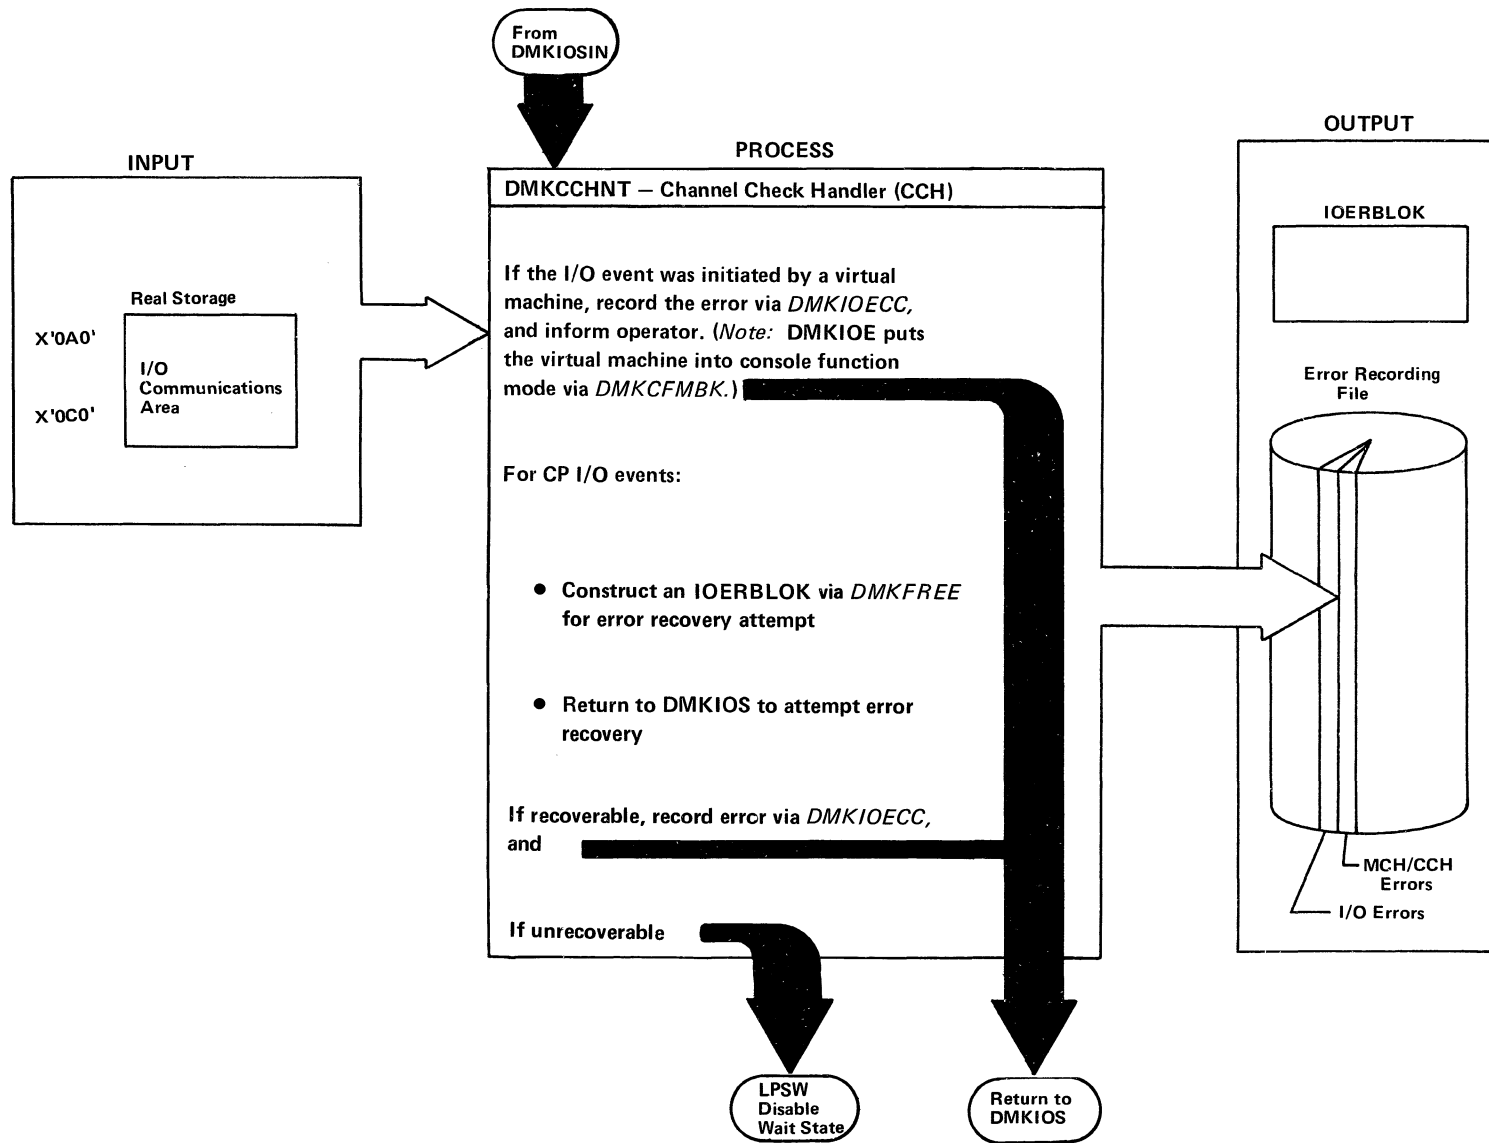 From
DMKIOSIN
INPUT
PROCESS
OUTPUT
DMKCCHNT — Channel Check Handler (CCH)
If the I/O event was initiated by a virtual
machine, record the error via DMKIOECC,
and inform operator. (Note: DMKIOE puts
the virtual machine into console function
mode via DMKCFMBK.)
For CP I/O events:
● Construct an IOERBLOK via DMKFREE
for error recovery attempt
● Return to DMKIOS to attempt error
recovery
If recoverable, record error via DMKIOECC,
and
If unrecoverable
Real Storage
X'0A0'
I/O
Communications
Area
X'0C0'
IOERBLOK
Error Recording
File
MCH/CCH
Errors
I/O Errors
LPSW
Disable
Wait State
Return to
DMKIOS